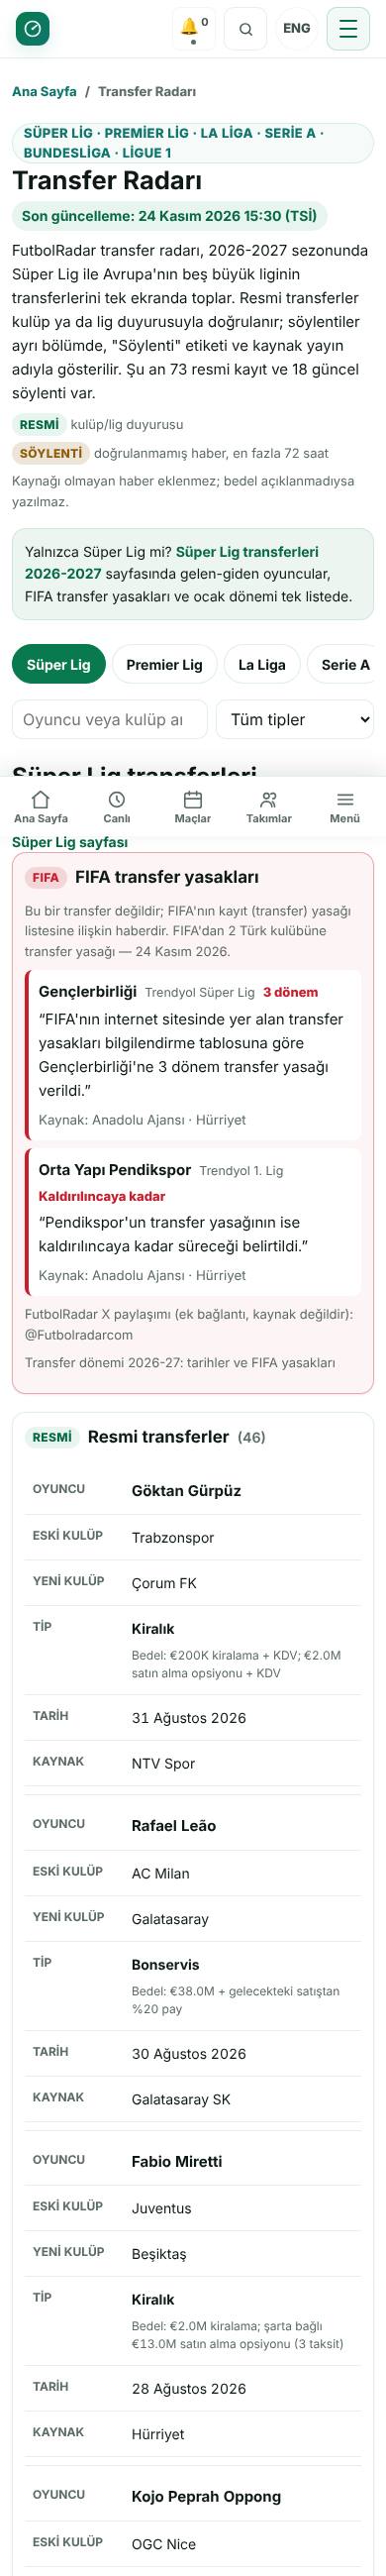 0
ENG
Ana Sayfa / Transfer Radarı
SÜPER LİG · PREMİER LİG · LA LİGA · SERİE A ·
BUNDESLİGA · LİGUE 1
Transfer Radarı
Son güncelleme: 24 Kasım 2026 15:30 (TSİ)
FutbolRadar transfer radarı, 2026-2027 sezonunda
Süper Lig ile Avrupa'nın beş büyük liginin
transferlerini tek ekranda toplar. Resmi transferler
kulüp ya da lig duyurusuyla doğrulanır; söylentiler
ayrı bölümde, "Söylenti" etiketi ve kaynak yayın
adıyla gösterilir. Şu an 73 resmi kayıt ve 18 güncel
söylenti var.
RESMİ kulüp/lig duyurusu
SÖYLENTİ doğrulanmamış haber, en fazla 72 saat
Kaynağı olmayan haber eklenmez; bedel açıklanmadıysa
yazılmaz.
Yalnızca Süper Lig mi? Süper Lig transferleri
2026-2027 sayfasında gelen-giden oyuncular,
FIFA transfer yasakları ve ocak dönemi tek listede.
Süper Lig Premier Lig La Liga Serie A
Oyuncu veya kulüp aı Tüm tipler
Süper Lig transferleri
Ana Sayfa Canlı Maçlar Takımlar Menü
Süper Lig sayfası
FIFA FIFA transfer yasakları
Bu bir transfer değildir; FIFA'nın kayıt (transfer) yasağı
listesine ilişkin haberdir. FIFA'dan 2 Türk kulübüne
transfer yasağı — 24 Kasım 2026.
Gençlerbirliği Trendyol Süper Lig 3 dönem
“FIFA'nın internet sitesinde yer alan transfer
yasakları bilgilendirme tablosuna göre
Gençlerbirliği'ne 3 dönem transfer yasağı
verildi.”
Kaynak: Anadolu Ajansı · Hürriyet
Orta Yapı Pendikspor Trendyol 1. Lig
Kaldırılıncaya kadar
“Pendikspor'un transfer yasağının ise
kaldırılıncaya kadar süreceği belirtildi.”
Kaynak: Anadolu Ajansı · Hürriyet
FutbolRadar X paylaşımı (ek bağlantı, kaynak değildir):
@Futbolradarcom
Transfer dönemi 2026-27: tarihler ve FIFA yasakları
RESMİ Resmi transferler (46)
OYUNCU Göktan Gürpüz
ESKİ KULÜP Trabzonspor
YENİ KULÜP Çorum FK
TİP Kiralık
Bedel: €200K kiralama + KDV; €2.0M
satın alma opsiyonu + KDV
TARİH 31 Ağustos 2026
KAYNAK NTV Spor
OYUNCU Rafael Leão
ESKİ KULÜP AC Milan
YENİ KULÜP Galatasaray
TİP Bonservis
Bedel: €38.0M + gelecekteki satıştan
%20 pay
TARİH 30 Ağustos 2026
KAYNAK Galatasaray SK
OYUNCU Fabio Miretti
ESKİ KULÜP Juventus
YENİ KULÜP Beşiktaş
TİP Kiralık
Bedel: €2.0M kiralama; şarta bağlı
€13.0M satın alma opsiyonu (3 taksit)
TARİH 28 Ağustos 2026
KAYNAK Hürriyet
OYUNCU Kojo Peprah Oppong
ESKİ KULÜP OGC Nice